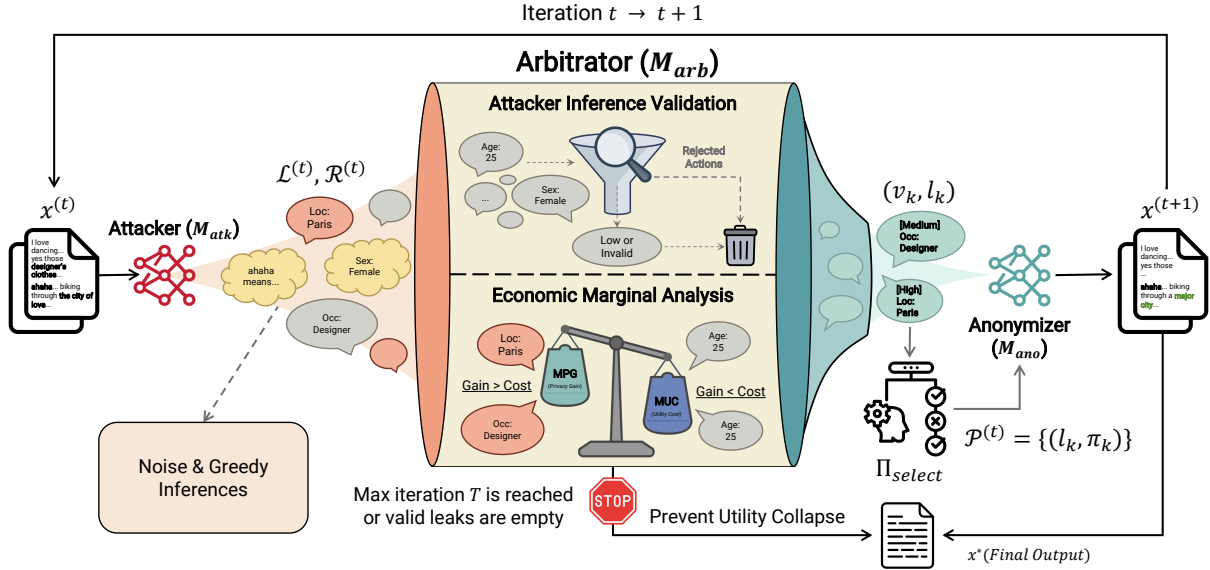 Iteration t → t + 1
Arbitrator (M_arb)
Attacker Inference Validation
Age:
25
...
Sex:
Female
Rejected
Actions
Low or
Invalid
ℒ^(t), ℛ^(t)
x^(t)
Attacker (M_atk)
I love
dancing...
yes those
designer's
clothes...
ahaha... biking
through the city of
love...
Loc:
Paris
ahaha
means...
Sex:
Female
Occ:
Designer
Noise & Greedy
Inferences
Economic Marginal Analysis
Loc:
Paris
Gain > Cost
Occ:
Designer
MPG
(Privacy Gain)
MUC
(Utility Cost)
Age:
25
Gain < Cost
Age:
25
(v_k, l_k)
[Medium]
Occ:
Designer
[High]
Loc:
Paris
Anonymizer
(M_ano)
x^(t+1)
I love
dancing...
yes those
...
ahaha... biking
through a major
city...
Π_select
𝒫^(t) = {(l_k, π_k)}
Max iteration T is reached
or valid leaks are empty
STOP
Prevent Utility Collapse
x*(Final Output)